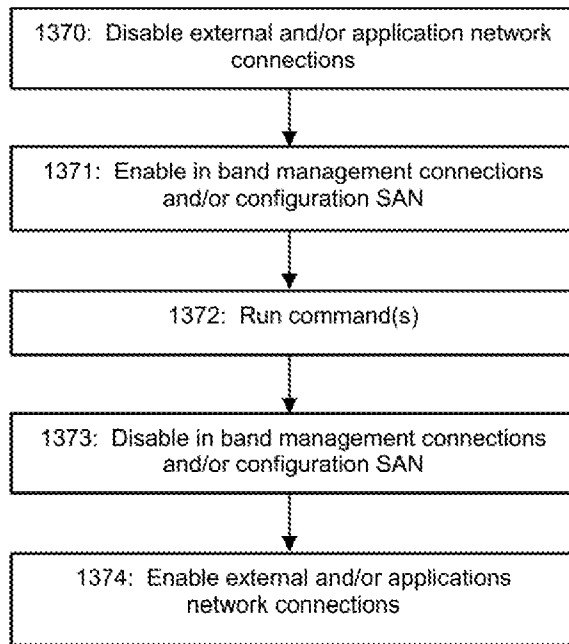 1370: Disable external and/or application network
connections
1371: Enable in band management connections
and/or configuration SAN
1372: Run command(s)
1373: Disable in band management connections
and/or configuration SAN
1374: Enable external and/or applications
network connections